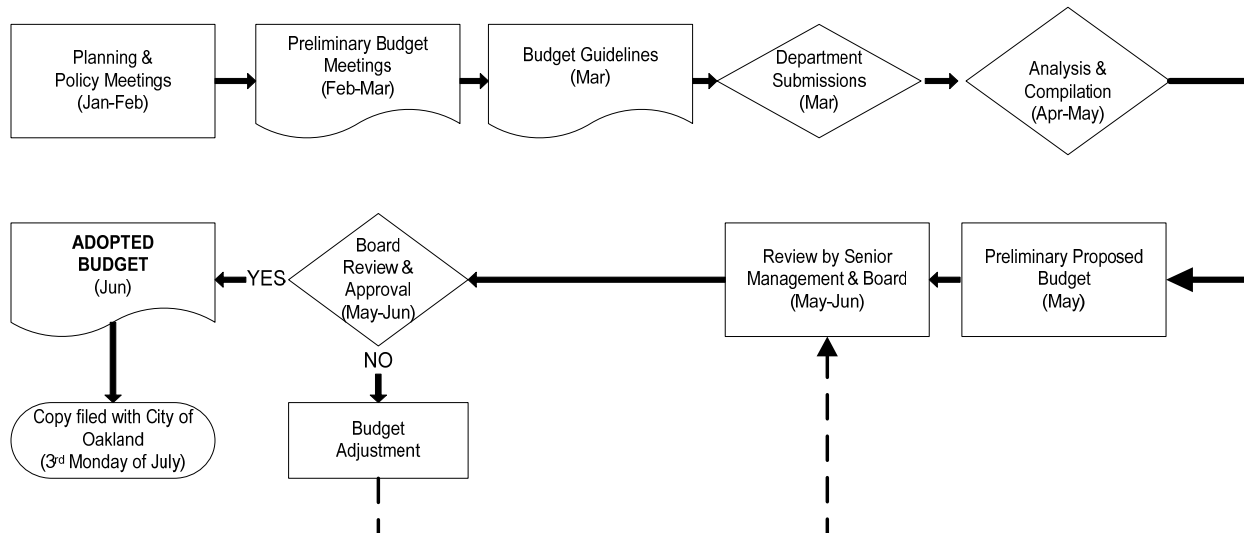 Planning &
Policy Meetings
(Jan-Feb)
Preliminary Budget
Meetings
(Feb-Mar)
Budget Guidelines
(Mar)
Department
Submissions
(Mar)
Analysis &
Compilation
(Apr-May)
Preliminary Proposed
Budget
(May)
Review by Senior
Management & Board
(May-Jun)
Board
Review &
Approval
(May-Jun)
YES
ADOPTED
BUDGET
(Jun)
Copy filed with City of
Oakland
(3rd Monday of July)
NO
Budget
Adjustment